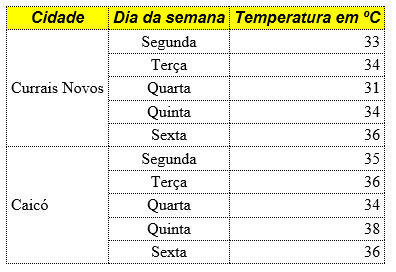 Cidade Dia da semana Temperatura em ºC
Segunda 33
Terça 34
Currais Novos Quarta 31
Quinta 34
Sexta 36
Segunda 35
Terça 36
Caicó Quarta 34
Quinta 38
Sexta 36